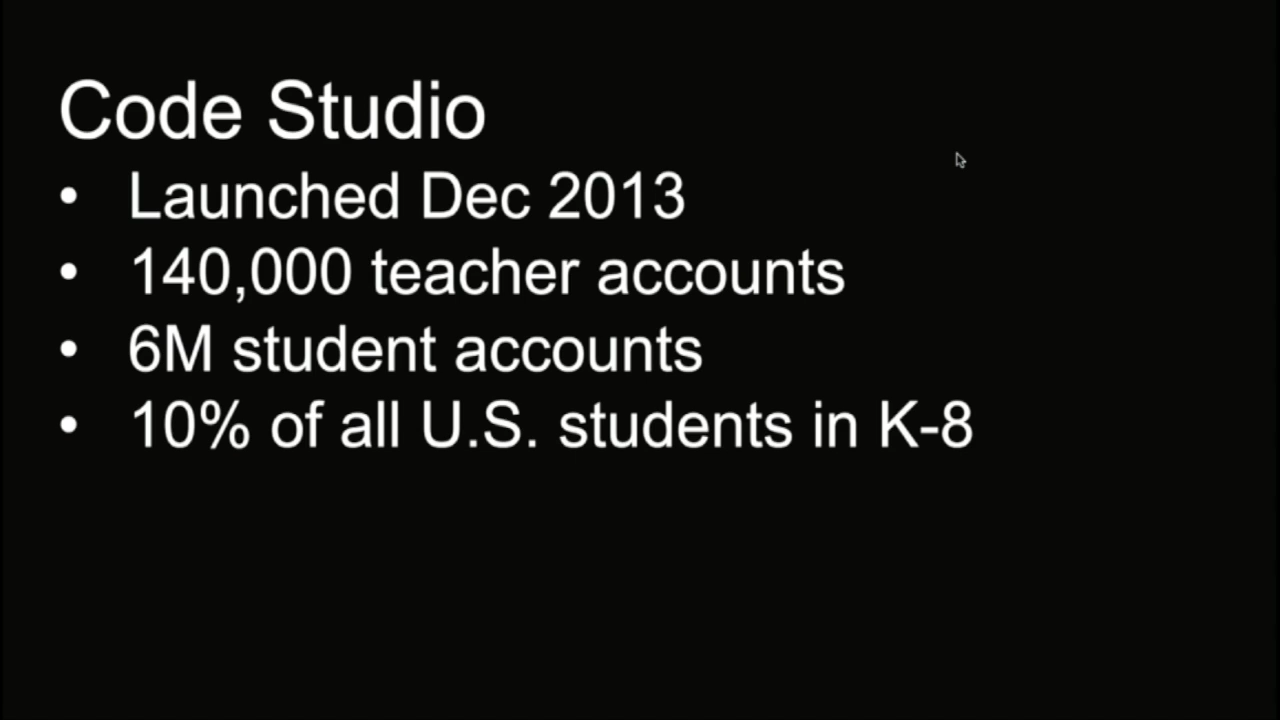 Code Studio
• Launched Dec 2013
• 140,000 teacher accounts
• 6M student accounts
• 10% of all U.S. students in K-8